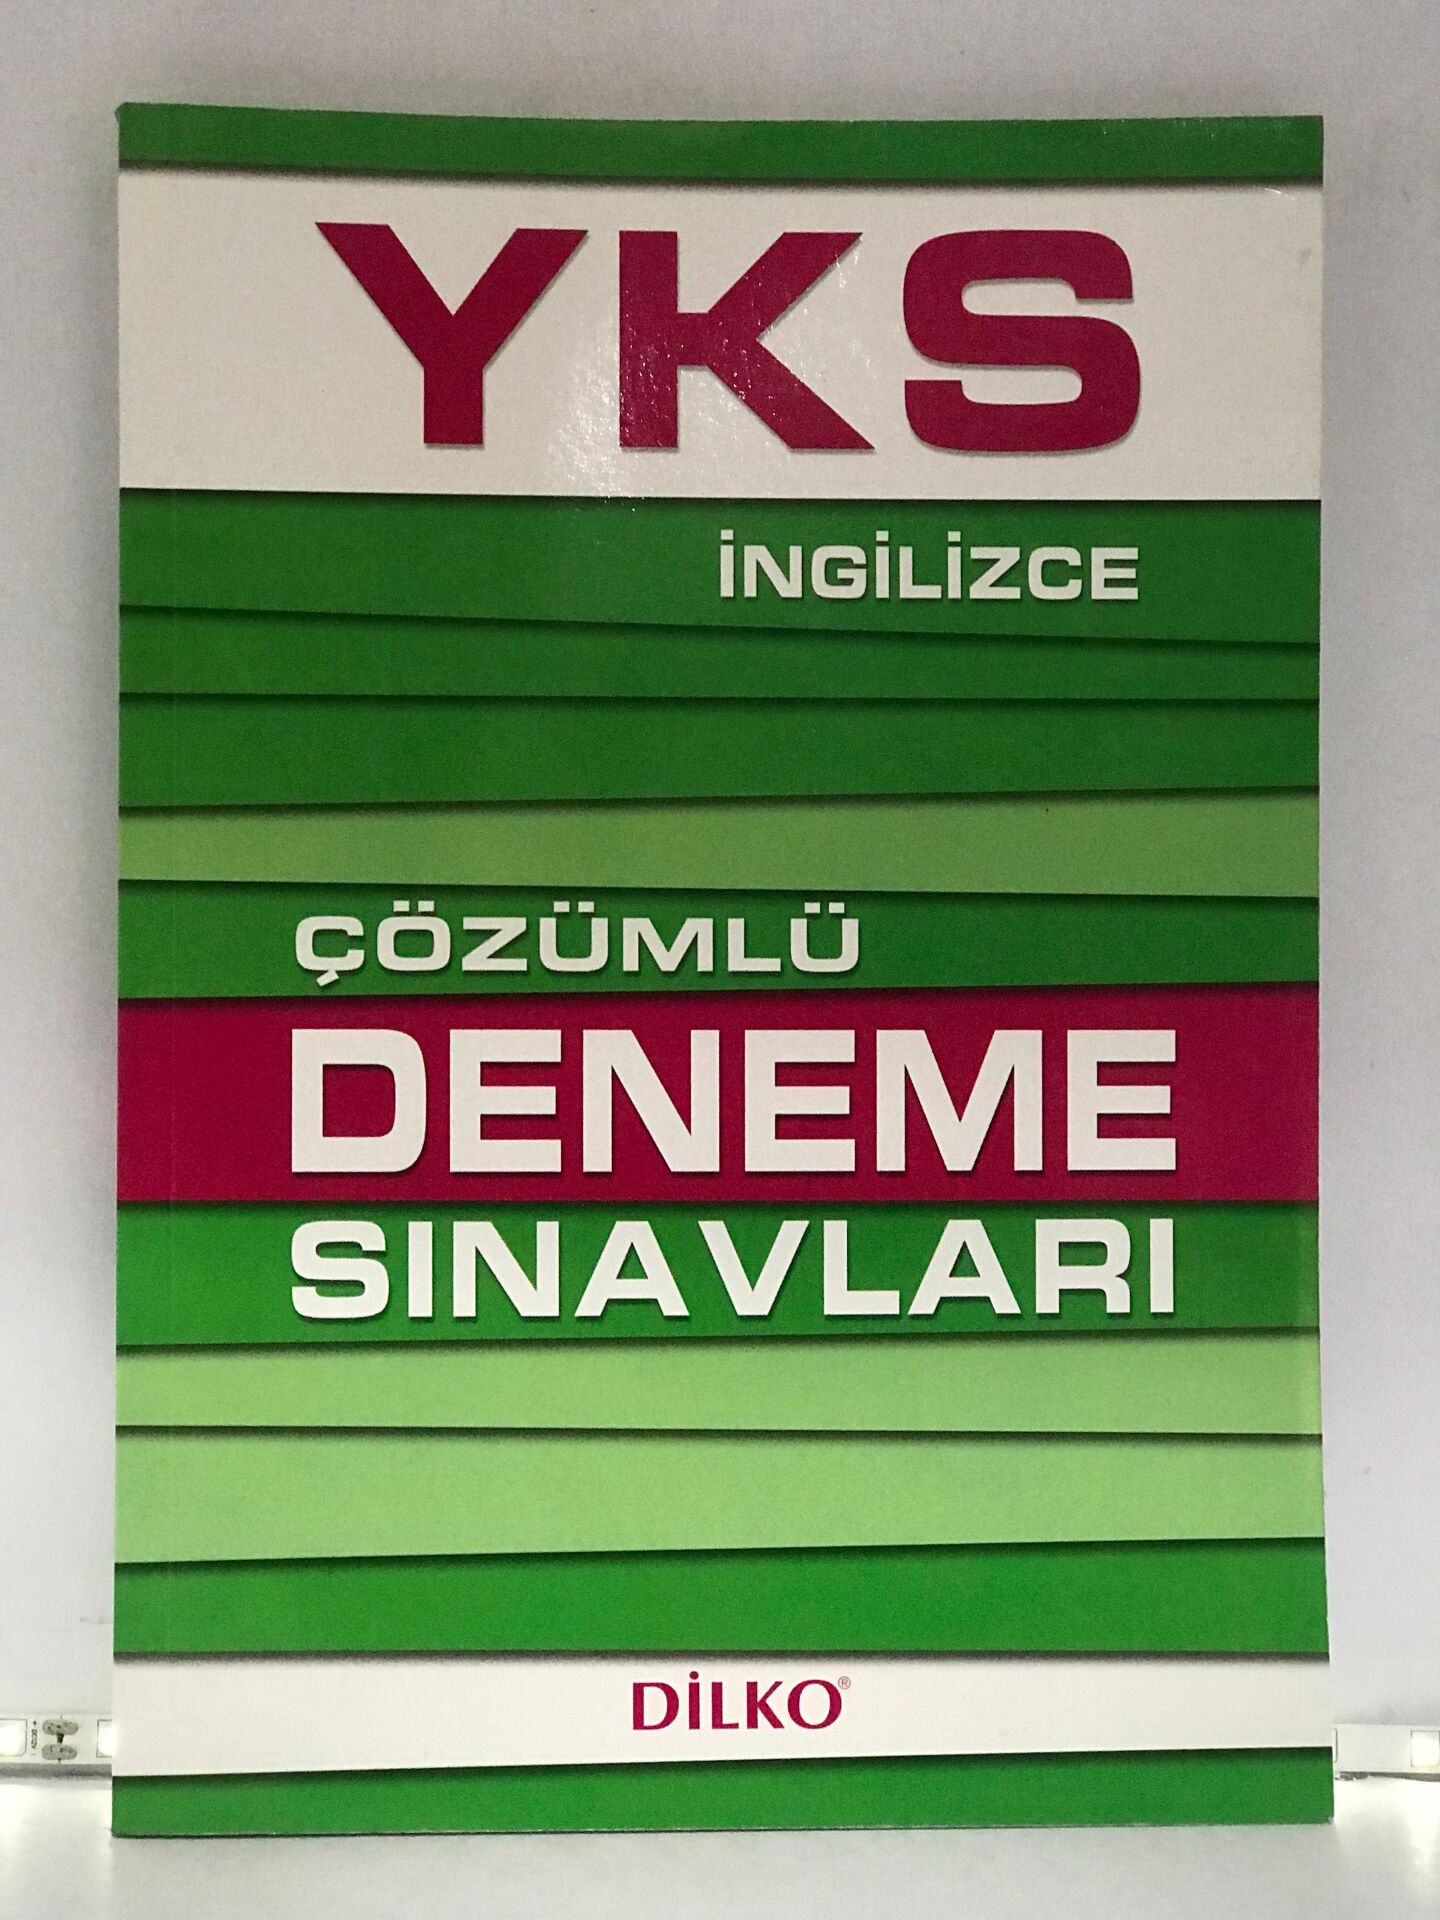 YKS
İNGİLİZCE
ÇÖZÜMLÜ
DENEME
SINAVLARI
DİLKO®